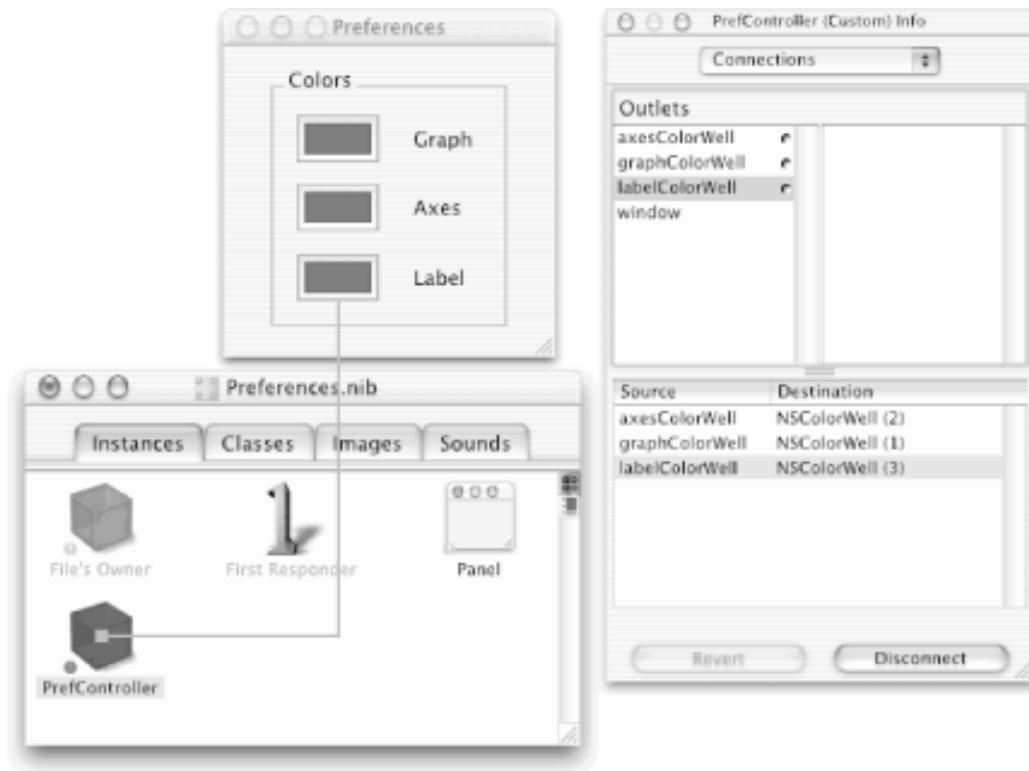 Preferences
Colors
Graph
Axes
Label
Preferences.nib
Instances Classes Images Sounds
File's Owner First Responder Panel
PrefController
PrefController (Custom) Info
Connections
Outlets
axesColorWell
graphColorWell
labelColorWell
window
Source Destination
axesColorWell NSColorWell (2)
graphColorWell NSColorWell (1)
labelColorWell NSColorWell (3)
Revert Disconnect